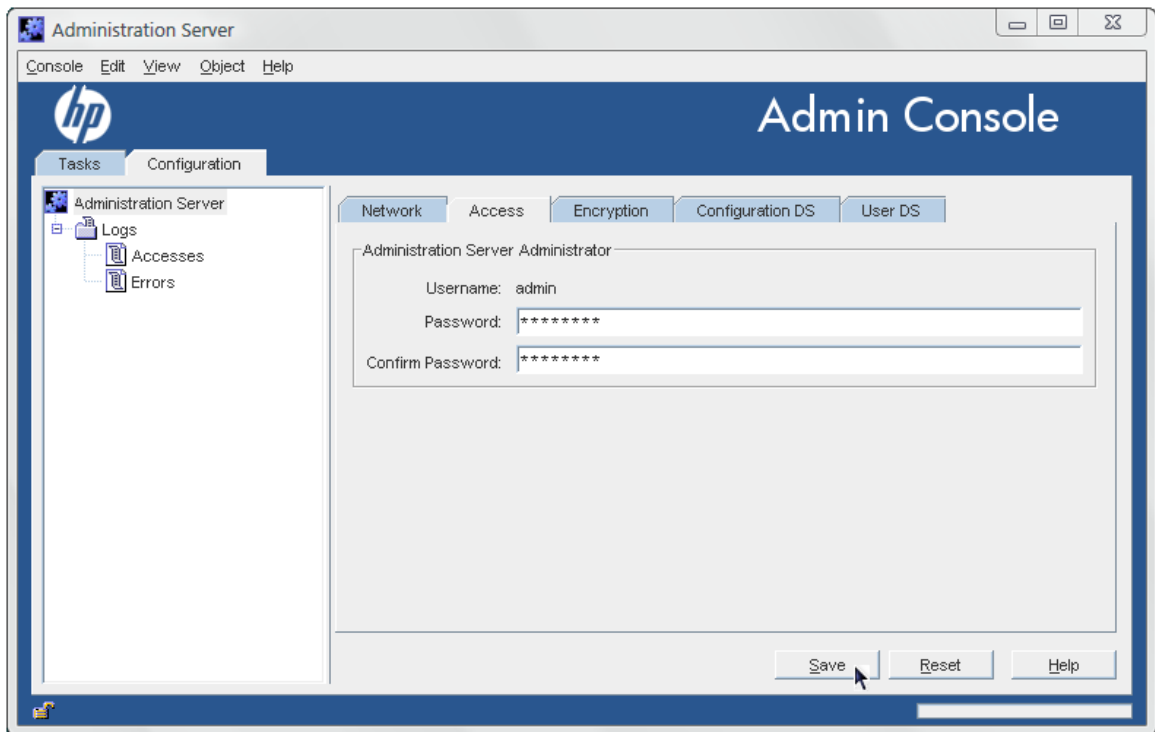 Administration Server
Console Edit View Object Help
hp
Admin Console
Tasks Configuration
Administration Server
Logs
Accesses
Errors
Network Access Encryption Configuration DS User DS
Administration Server Administrator
Username: admin
Password: ********
Confirm Password: ********
Save Reset Help